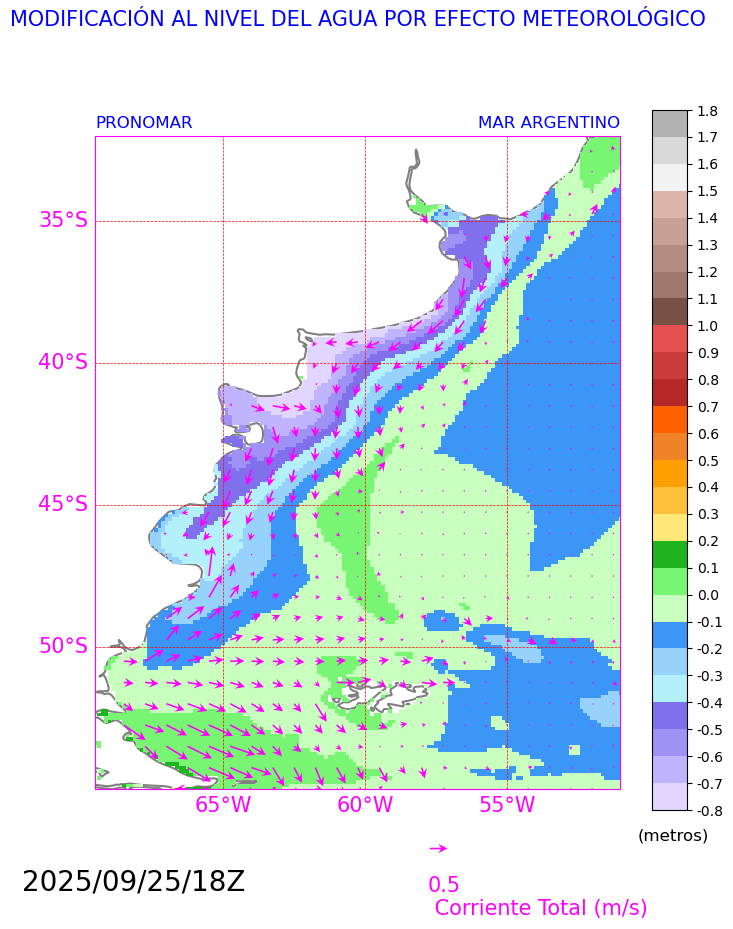 MODIFICACIÓN AL NIVEL DEL AGUA POR EFECTO METEOROLÓGICO
PRONOMAR
MAR ARGENTINO
35°S
40°S
45°S
50°S
65°W
60°W
55°W
1.8
1.7
1.6
1.5
1.4
1.3
1.2
1.1
1.0
0.9
0.8
0.7
0.6
0.5
0.4
0.3
0.2
0.1
0.0
-0.1
-0.2
-0.3
-0.4
-0.5
-0.6
-0.7
-0.8
(metros)
2025/09/25/18Z
0.5
Corriente Total (m/s)